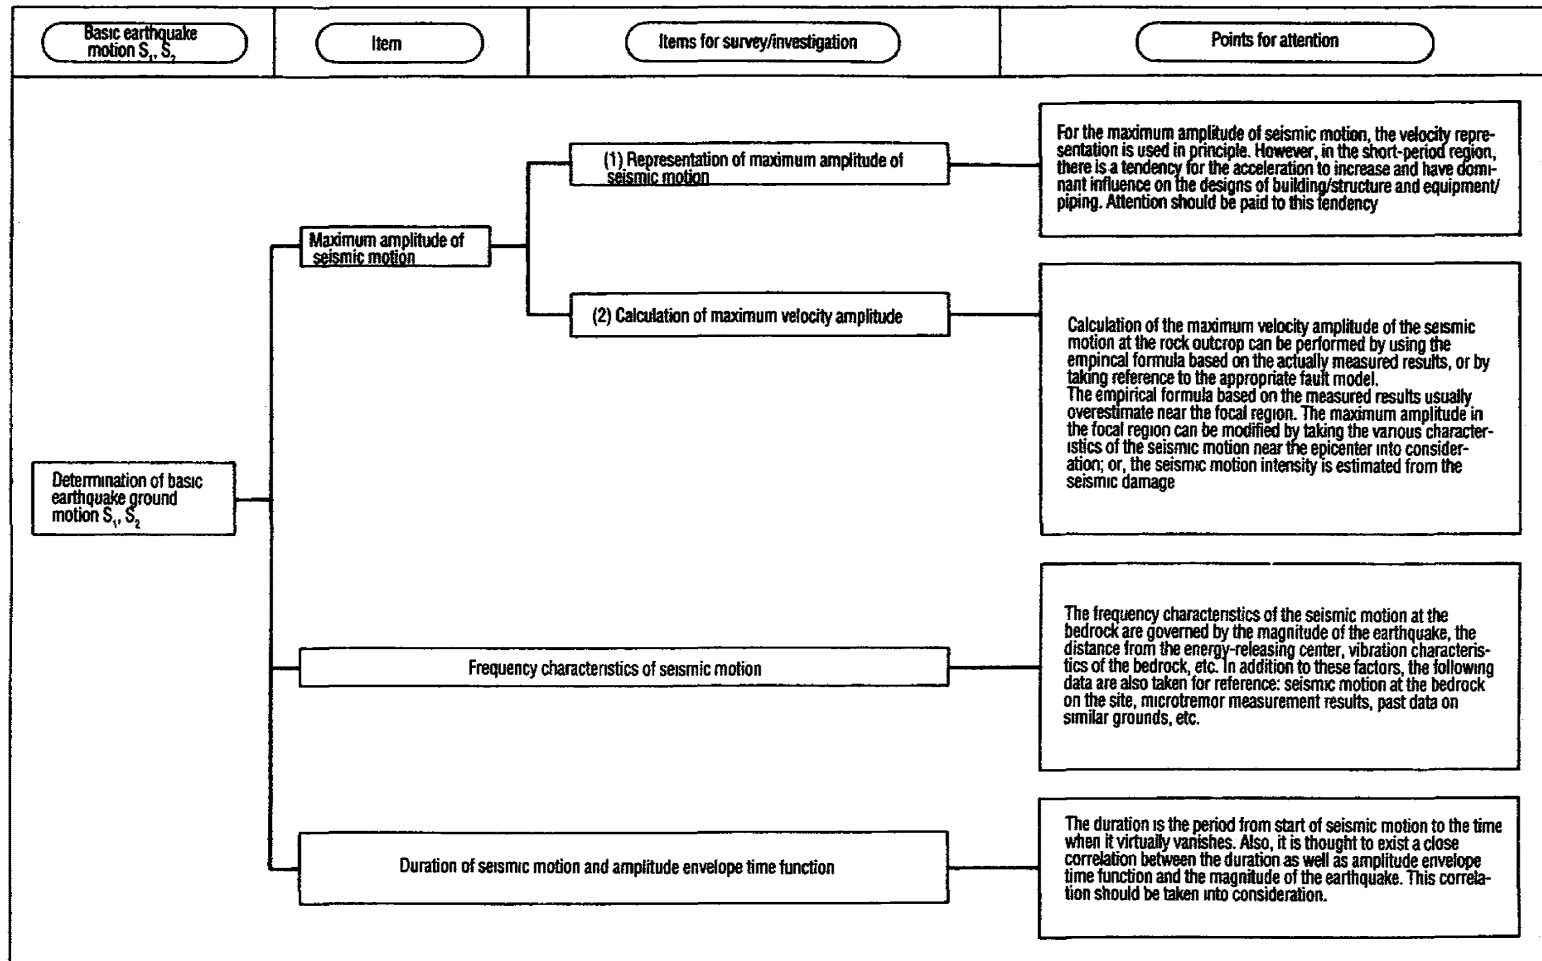 Basic earthquake
motion S₁, S₂
Item
Items for survey/investigation
Points for attention
Determination of basic
earthquake ground
motion S₁, S₂
Maximum amplitude of
seismic motion
(1) Representation of maximum amplitude of
seismic motion
For the maximum amplitude of seismic motion, the velocity repre-
sentation is used in principle. However, in the short-period region,
there is a tendency for the acceleration to increase and have domi-
nant influence on the designs of building/structure and equipment/
piping. Attention should be paid to this tendency
(2) Calculation of maximum velocity amplitude
Calculation of the maximum velocity amplitude of the seismic
motion at the rock outcrop can be performed by using the
empirical formula based on the actually measured results, or by
taking reference to the appropriate fault model.
The empirical formula based on the measured results usually
overestimate near the focal region. The maximum amplitude in
the focal region can be modified by taking the various character-
istics of the seismic motion near the epicenter into consider-
ation; or, the seismic motion intensity is estimated from the
seismic damage
Frequency characteristics of seismic motion
The frequency characteristics of the seismic motion at the
bedrock are governed by the magnitude of the earthquake, the
distance from the energy-releasing center, vibration characteris-
tics of the bedrock, etc. In addition to these factors, the following
data are also taken for reference: seismic motion at the bedrock
on the site, microtremor measurement results, past data on
similar grounds, etc.
Duration of seismic motion and amplitude envelope time function
The duration is the period from start of seismic motion to the time
when it virtually vanishes. Also, it is thought to exist a close
correlation between the duration as well as amplitude envelope
time function and the magnitude of the earthquake. This correla-
tion should be taken into consideration.